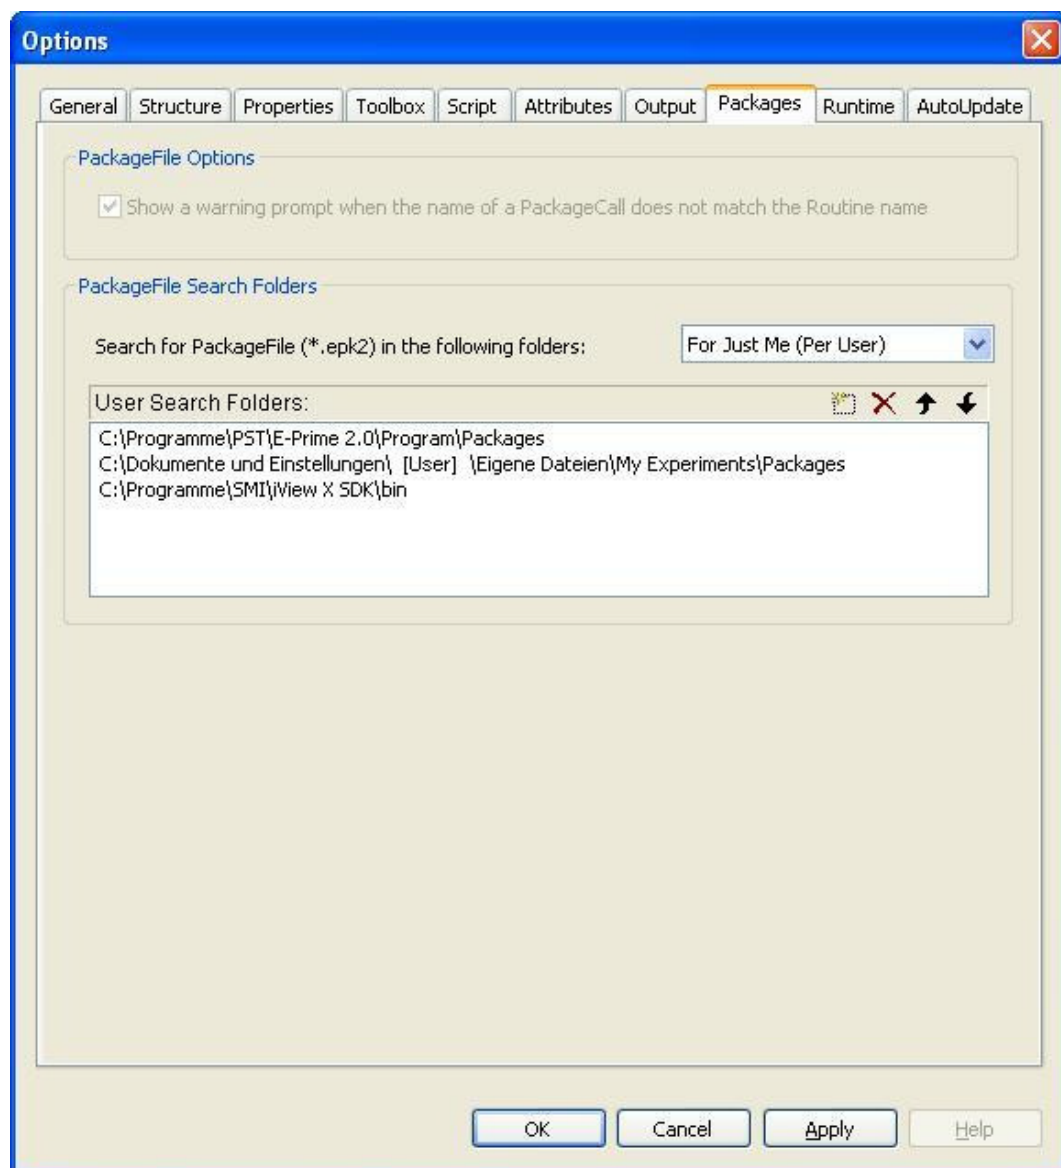 Options
General Structure Properties Toolbox Script Attributes Output Packages Runtime AutoUpdate
PackageFile Options
Show a warning prompt when the name of a PackageCall does not match the Routine name
PackageFile Search Folders
Search for PackageFile (*.epk2) in the following folders: For Just Me (Per User)
User Search Folders:
C:\Programme\PST\E-Prime 2.0\Program\Packages
C:\Dokumente und Einstellungen\ [User] \Eigene Dateien\My Experiments\Packages
C:\Programme\SMI\iView X SDK\bin
OK Cancel Apply Help